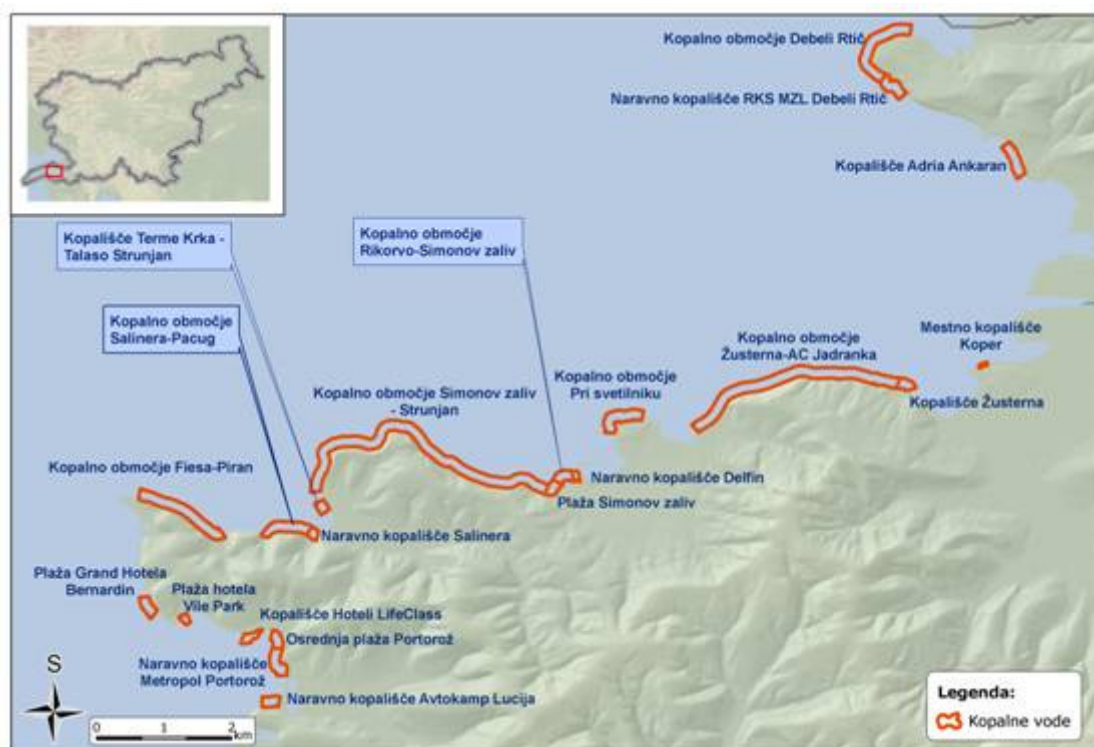 Kopalno območje Debeli Rtič
Naravno kopališče RKS MZL Debeli Rtič
Kopališče Adria Ankaran
Kopališče Terme Krka -
Talaso Strunjan
Kopalno območje
Rikorvo-Simonov zaliv
Kopalno območje
Salinera-Pacug
Mestno kopališče
Koper
Kopalno območje
Žusterna-AC Jadranka
Kopalno območje
Pri svetilniku
Kopalno območje Simonov zaliv
- Strunjan
Kopališče Žusterna
Kopalno območje Fiesa-Piran
Naravno kopališče Delfin
Plaža Simonov zaliv
Naravno kopališče Salinera
Plaža Grand Hotela
Bernardin
Plaža hotela
Vile Park
Kopališče Hoteli LifeClass
Osrednja plaža Portorož
Naravno kopališče
Metropol Portorož
Naravno kopališče Avtokamp Lucija
S
0 1 2
km
Legenda:
Kopalne vode